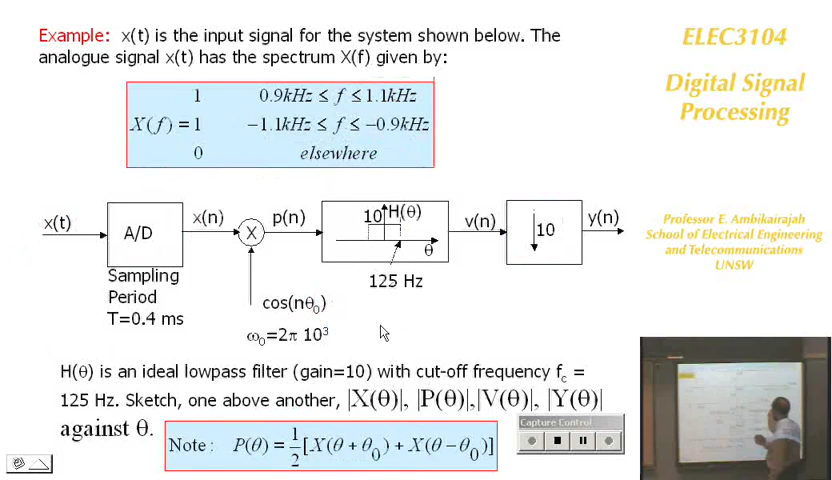 Example: x(t) is the input signal for the system shown below. The
analogue signal x(t) has the spectrum X(f) given by:
1 0.9kHz ≤ f ≤ 1.1kHz
X(f) = 1 −1.1kHz ≤ f ≤ −0.9kHz
0 elsewhere
x(t)
A/D
x(n)
X
p(n)
10
H(θ)
θ
v(n)
↓10
y(n)
125 Hz
Sampling
Period
T=0.4 ms
cos(nθ₀)
ω₀=2π 10³
H(θ) is an ideal lowpass filter (gain=10) with cut-off frequency f_c =
125 Hz. Sketch, one above another, |X(θ)|, |P(θ)|,|V(θ)|, |Y(θ)|
against θ.
Note: P(θ) = 1/2 [X(θ + θ₀) + X(θ − θ₀)]
Capture Control
ELEC3104
Digital Signal
Processing
Professor E. Ambikairajah
School of Electrical Engineering
and Telecommunications
UNSW